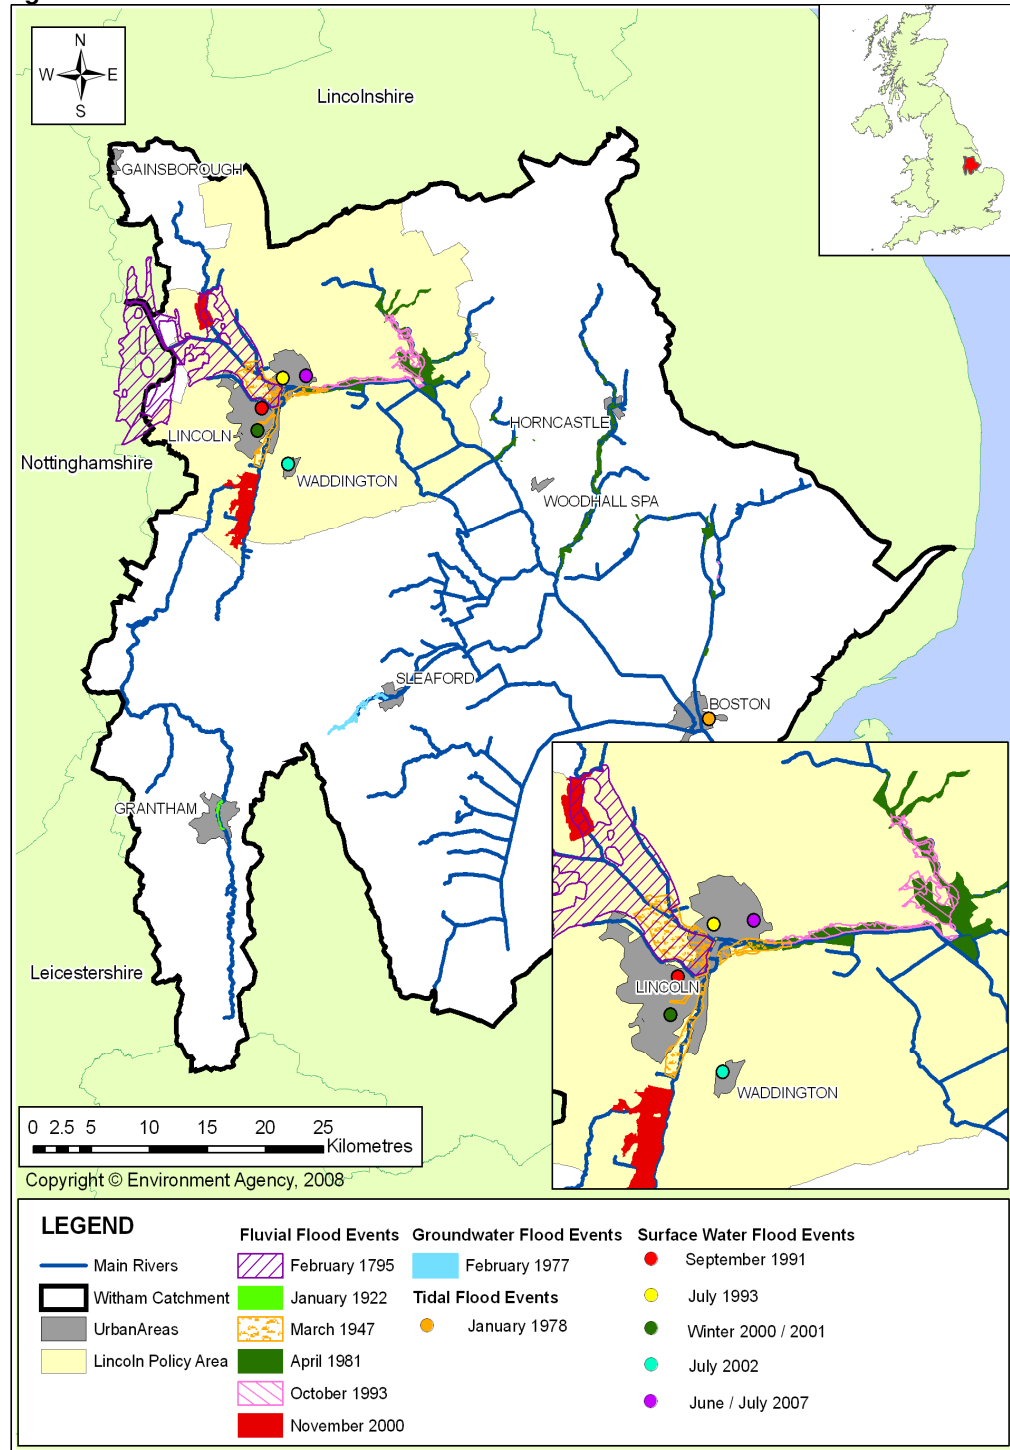 N
W E
S
Lincolnshire
GAINSBOROUGH
HORNCASTLE
LINCOLN
Nottinghamshire
WADDINGTON
WOODHALL SPA
SLEAFORD
BOSTON
GRANTHAM
Leicestershire
LINCOLN
WADDINGTON
0 2.5 5 10 15 20 25
Kilometres
Copyright © Environment Agency, 2008
LEGEND
Main Rivers
Witham Catchment
UrbanAreas
Lincoln Policy Area
Fluvial Flood Events
February 1795
January 1922
March 1947
April 1981
October 1993
November 2000
Groundwater Flood Events
February 1977
Tidal Flood Events
January 1978
Surface Water Flood Events
September 1991
July 1993
Winter 2000 / 2001
July 2002
June / July 2007